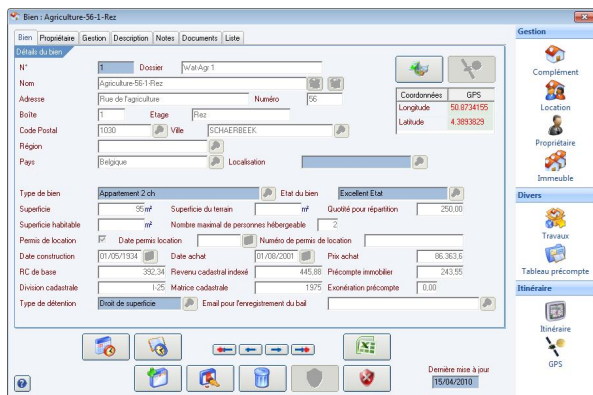 Bien : Agriculture-56-1-Rez
Bien Propriétaire Gestion Description Notes Documents Liste
Détails du bien
N° 1 Dossier Wat-Agr 1
Nom Agriculture-56-1-Rez
Adresse Rue de l'agriculture Numéro 56
Boîte 1 Etage Rez
Code Postal 1030 Ville SCHAERBEEK
Région
Pays Belgique Localisation
Coordonnées GPS
Longitude 50.8734155
Latitude 4.3893829
Type de bien Appartement 2 ch Etat du bien Excellent Etat
Superficie 95 m² Superficie du terrain m² Quotité pour répartition 250,00
Superficie habitable m² Nombre maximal de personnes hébergeable 2
Permis de location Date permis location Numéro de permis de location
Date construction 01/05/1934 Date achat 01/08/2001 Prix achat 86.363,6
RC de base 392,34 Revenu cadastral indexé 445,88 Précompte immobilier 243,55
Division cadastrale I-25 Matrice cadastrale 1975 Exonération précompte 0,00
Type de détention Droit de superficie Email pour l'enregistrement du bail
Dernière mise à jour
15/04/2010
Gestion
Complément
Location
Propriétaire
Immeuble
Divers
Travaux
Tableau précompte
Itinéraire
Itinéraire
GPS